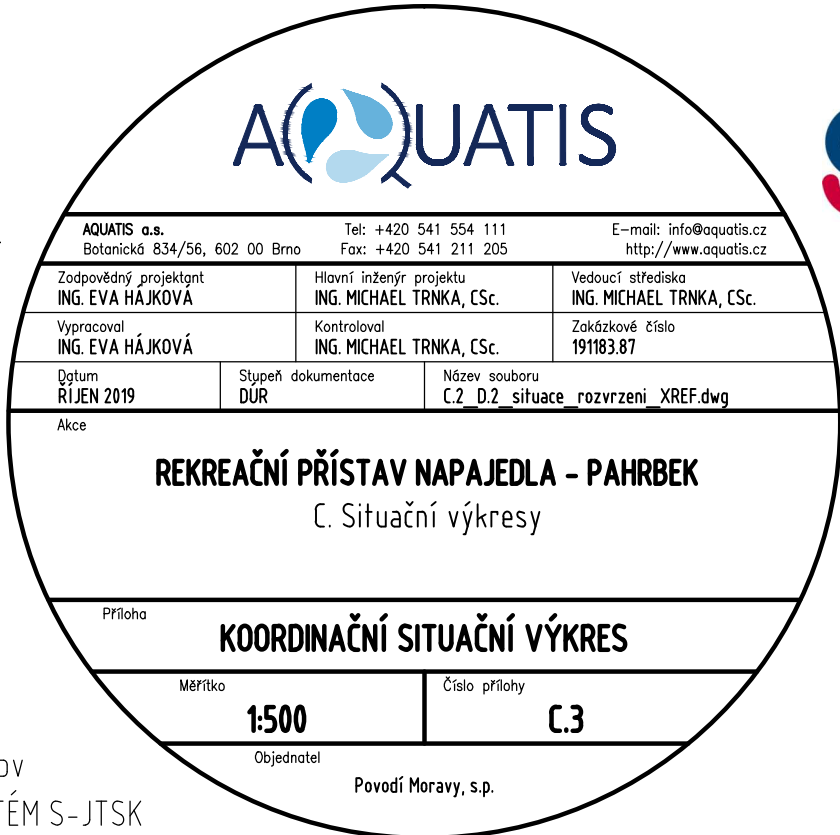 AQUATIS
AQUATIS a.s.
Botanická 834/56, 602 00 Brno
Tel: +420 541 554 111
Fax: +420 541 211 205
E-mail: info@aquatis.cz
http://www.aquatis.cz
Zodpovědný projektant
ING. EVA HÁJKOVÁ
Hlavní inženýr projektu
ING. MICHAEL TRNKA, CSc.
Vedoucí střediska
ING. MICHAEL TRNKA, CSc.
Vypracoval
ING. EVA HÁJKOVÁ
Kontroloval
ING. MICHAEL TRNKA, CSc.
Zakázkové číslo
191183.87
Datum
ŘÍJEN 2019
Stupeň dokumentace
DÚR
Název souboru
C.2_D.2_situace_rozvrzeni_XREF.dwg
Akce
REKREAČNÍ PŘÍSTAV NAPAJEDLA - PAHRBEK
C. Situační výkresy
Příloha
KOORDINAČNÍ SITUAČNÍ VÝKRES
Měřítko
1:500
Číslo přílohy
C.3
Objednatel
Povodí Moravy, s.p.
OV
TÉM S-JTSK